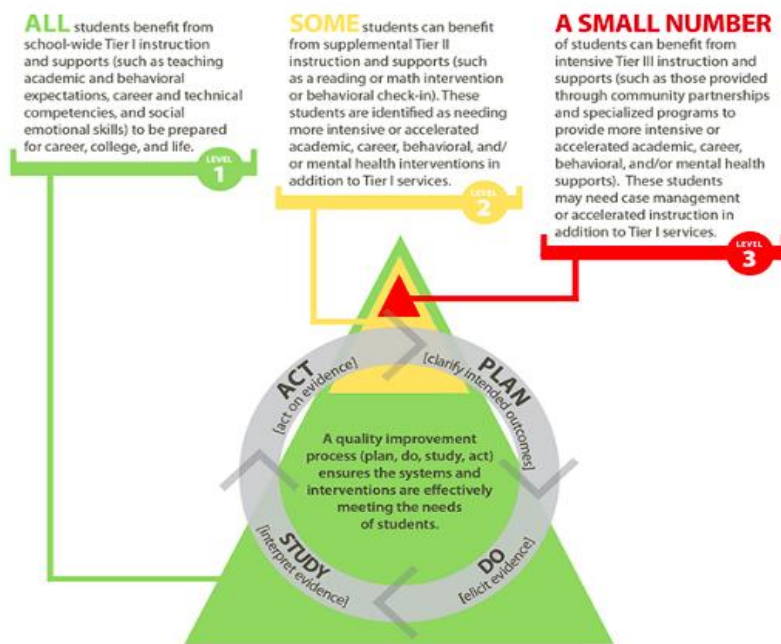 ALL students benefit from
school-wide Tier I instruction
and supports (such as teaching
academic and behavioral
expectations, career and technical
competencies, and social
emotional skills) to be prepared
for career, college, and life.
LEVEL
1
SOME students can benefit
from supplemental Tier II
instruction and supports (such
as a reading or math intervention
or behavioral check-in). These
students are identified as needing
more intensive or accelerated
academic, career, behavioral, and/
or mental health interventions in
addition to Tier I services.
LEVEL
2
A SMALL NUMBER
of students can benefit from
intensive Tier III instruction and
supports (such as those provided
through community partnerships
and specialized programs to
provide more intensive or
accelerated academic, career,
behavioral, and/or mental health
supports). These students
may need case management
or accelerated instruction in
addition to Tier I services.
LEVEL
3
PLAN
[clarify intended outcomes]
DO
[elicit evidence]
STUDY
[interpret evidence]
ACT
[act on evidence]
A quality improvement
process (plan, do, study, act)
ensures the systems and
interventions are effectively
meeting the needs
of students.